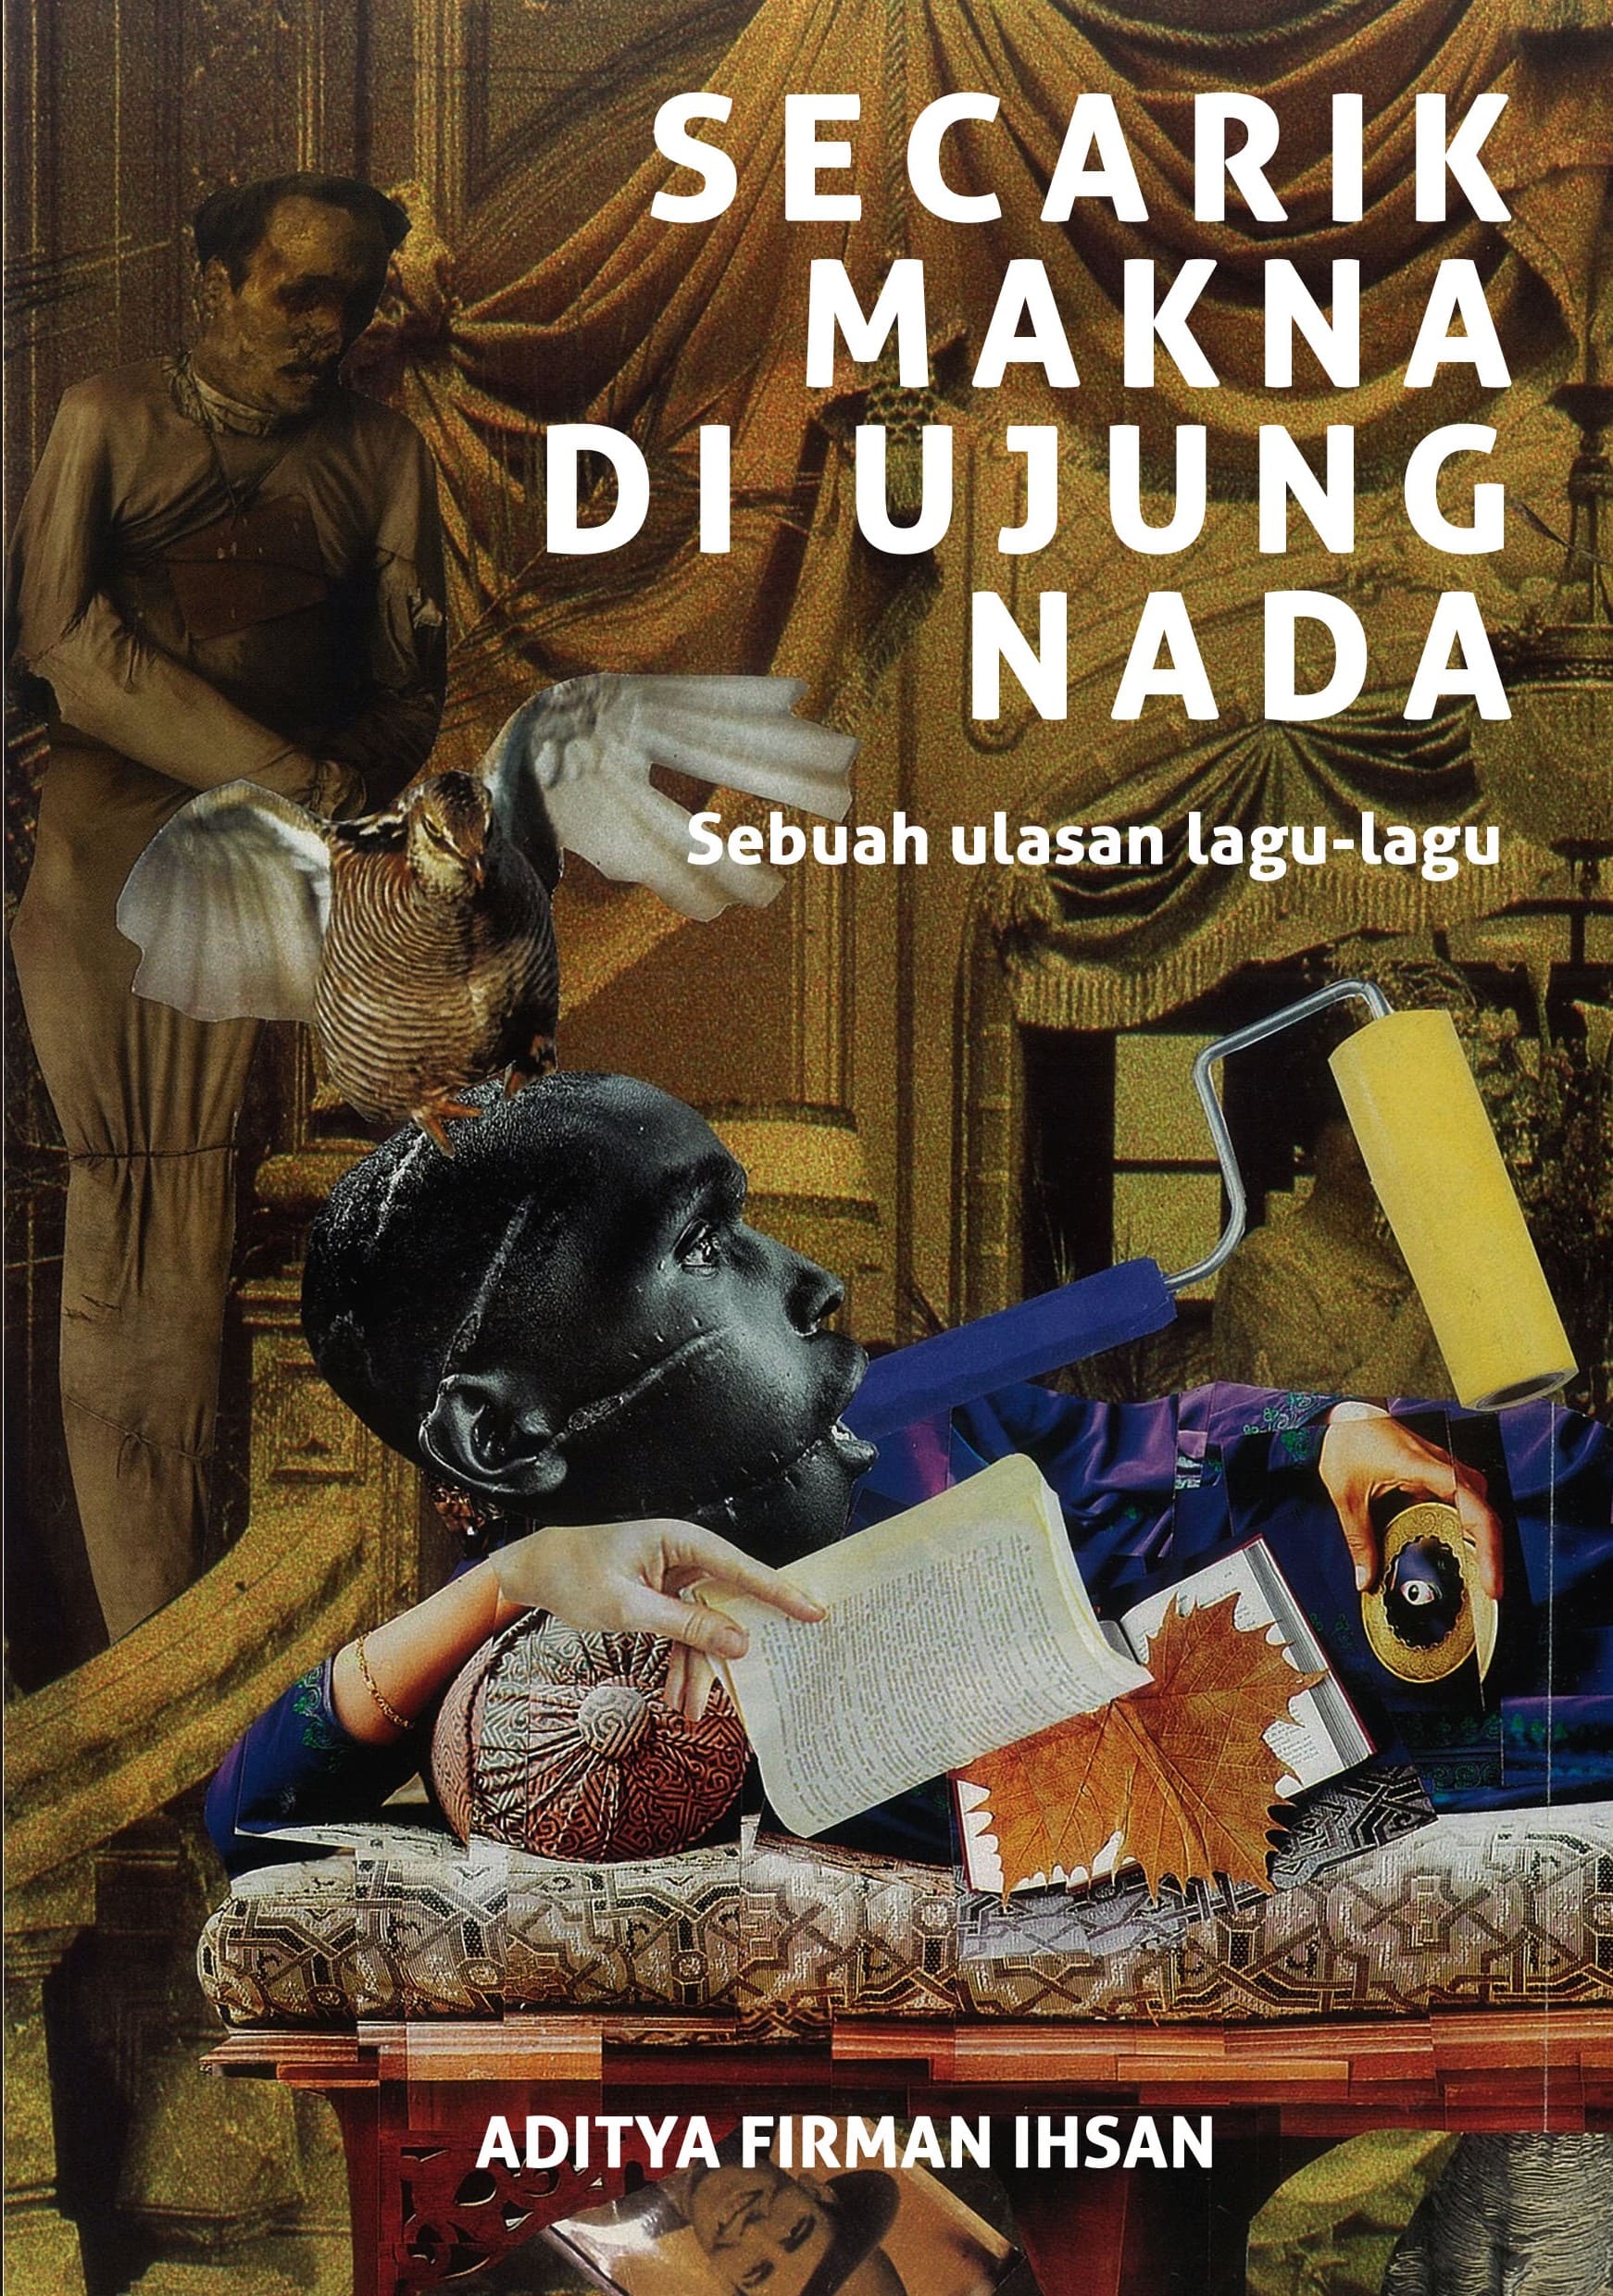 SECARIK
MAKNA
DI UJUNG
NADA
Sebuah ulasan lagu-lagu
ADITYA FIRMAN IHSAN